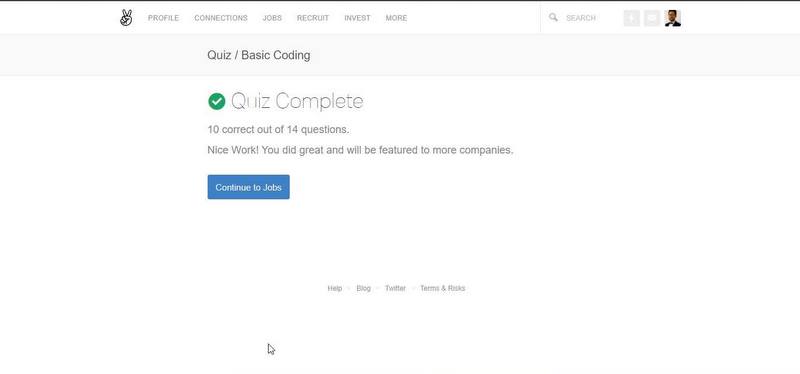 PROFILE CONNECTIONS JOBS RECRUIT INVEST MORE SEARCH
Quiz / Basic Coding
Quiz Complete
10 correct out of 14 questions.
Nice Work! You did great and will be featured to more companies.
Continue to Jobs
Help · Blog · Twitter · Terms & Risks